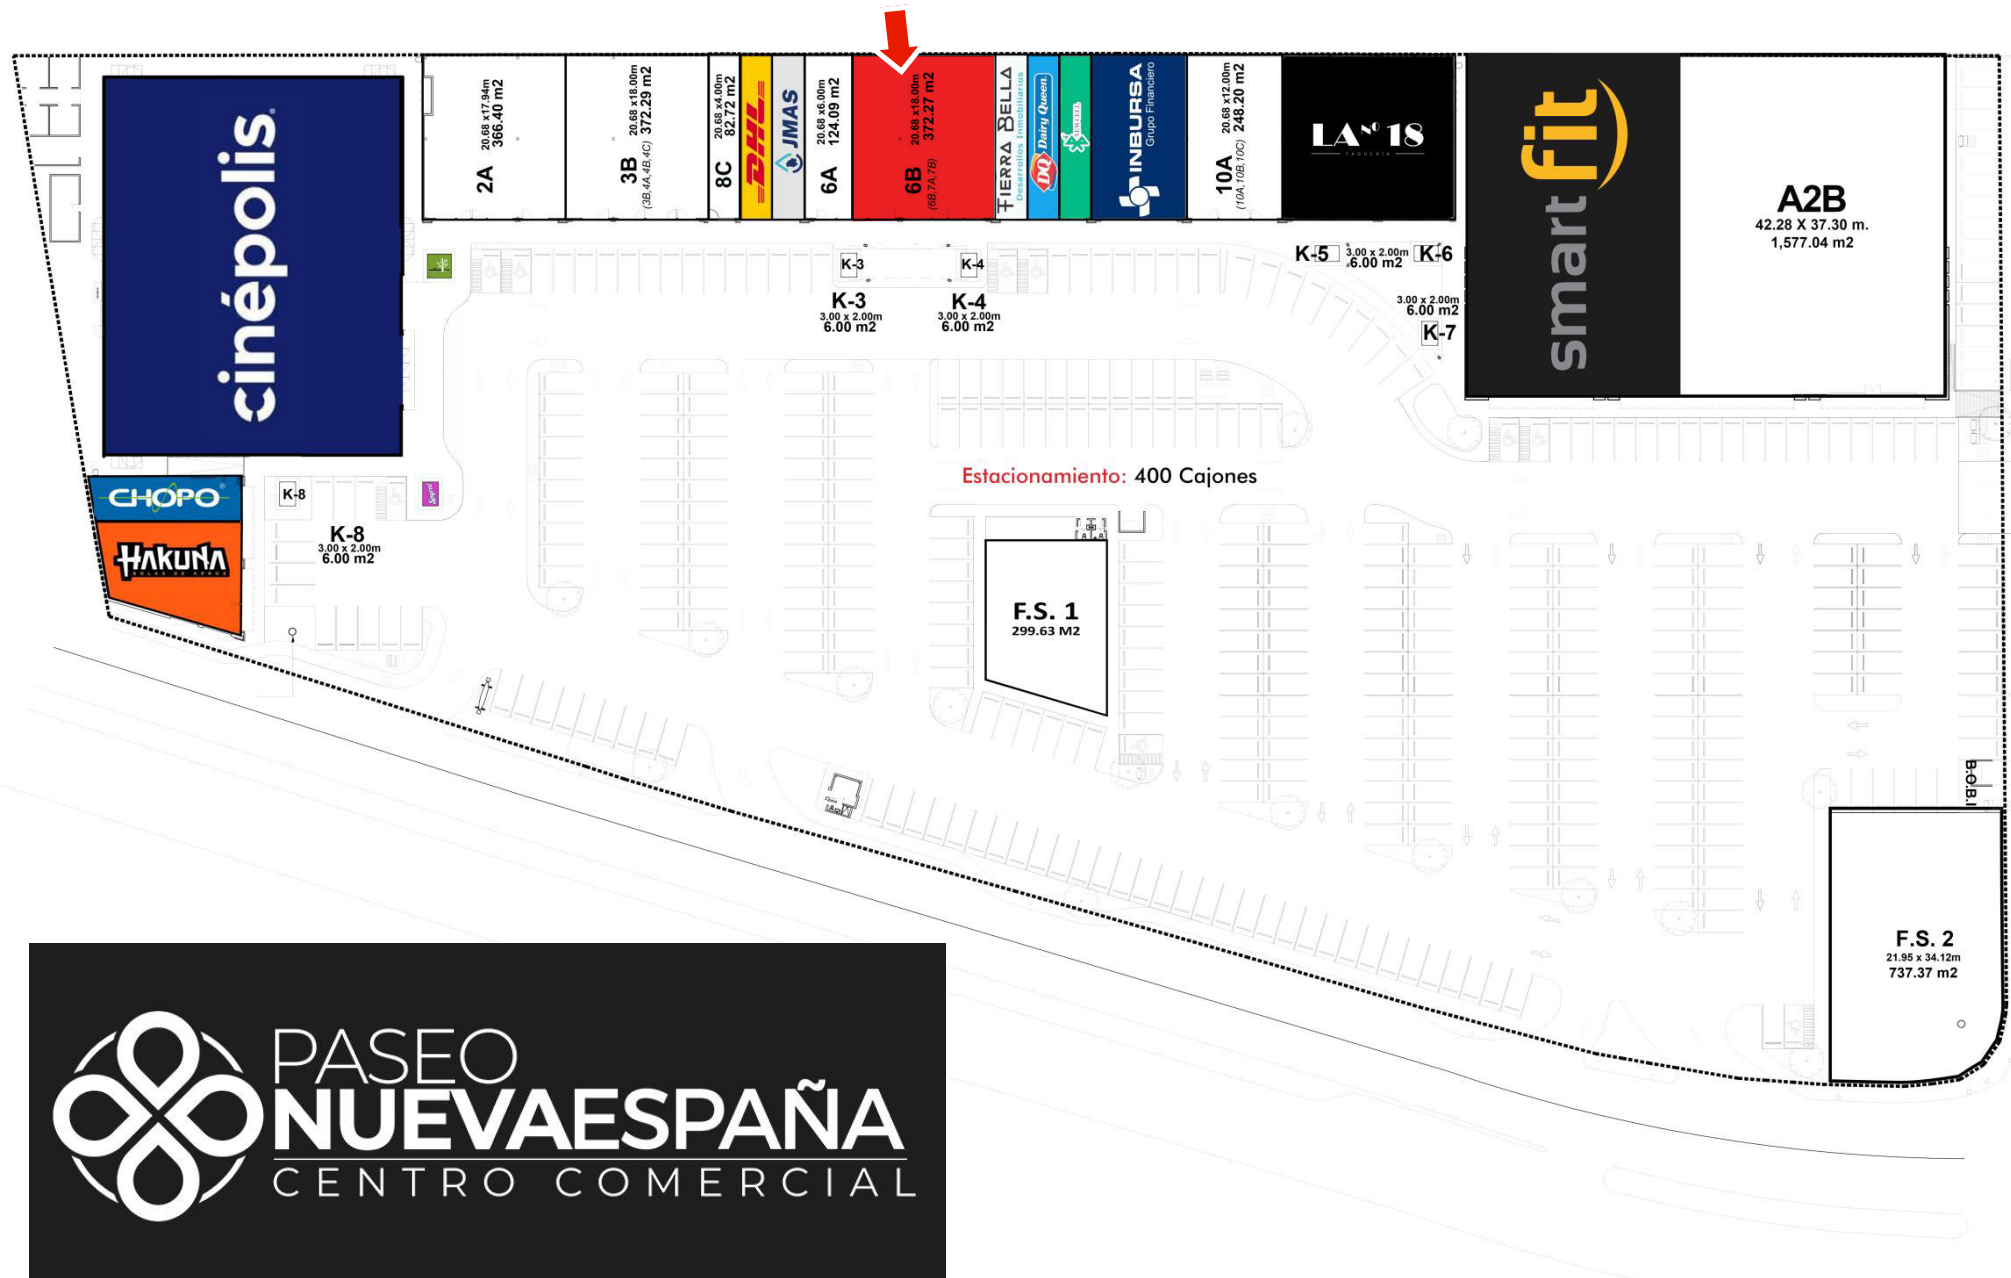 cinépolis.
2A
20.68 x17.94m
366.40 m2
3B
(3B,4A,4B,4C)
20.68 x18.00m
372.29 m2
8C
20.68 x4.00m
82.72 m2
DHL
JMAS
6A
20.68 x6.00m
124.09 m2
6B
(6B,7A,7B)
20.68 x18.00m
372.27 m2
TIERRA BELLA
Desarrollos Inmobiliarios
DQ Dairy Queen
INBURSA
Grupo Financiero
10A
(10A,10B,10C)
20.68 x12.00m
248.20 m2
LA Nº 18
TAQUERIA
smart fit
A2B
42.28 X 37.30 m.
1,577.04 m2
K-3
K-4
K-3
3.00 x 2.00m
6.00 m2
K-4
3.00 x 2.00m
6.00 m2
K-5
3.00 x 2.00m
6.00 m2
K-6
3.00 x 2.00m
6.00 m2
K-7
Estacionamiento: 400 Cajones
CHOPO
HAKUNA
K-8
K-8
3.00 x 2.00m
6.00 m2
F.S. 1
299.63 M2
B.O.B.I
F.S. 2
21.95 x 34.12m
737.37 m2
PASEO
NUEVAESPAÑA
CENTRO COMERCIAL